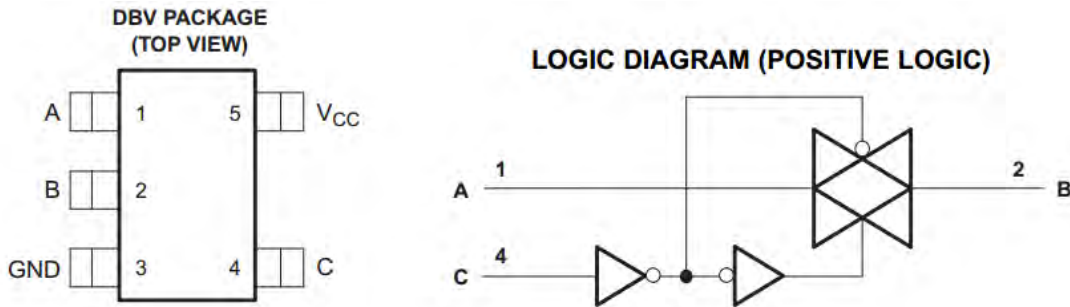 DBV PACKAGE
(TOP VIEW)
A 1 5 VCC
B 2
GND 3 4 C
LOGIC DIAGRAM (POSITIVE LOGIC)
A 1 2 B
C 4